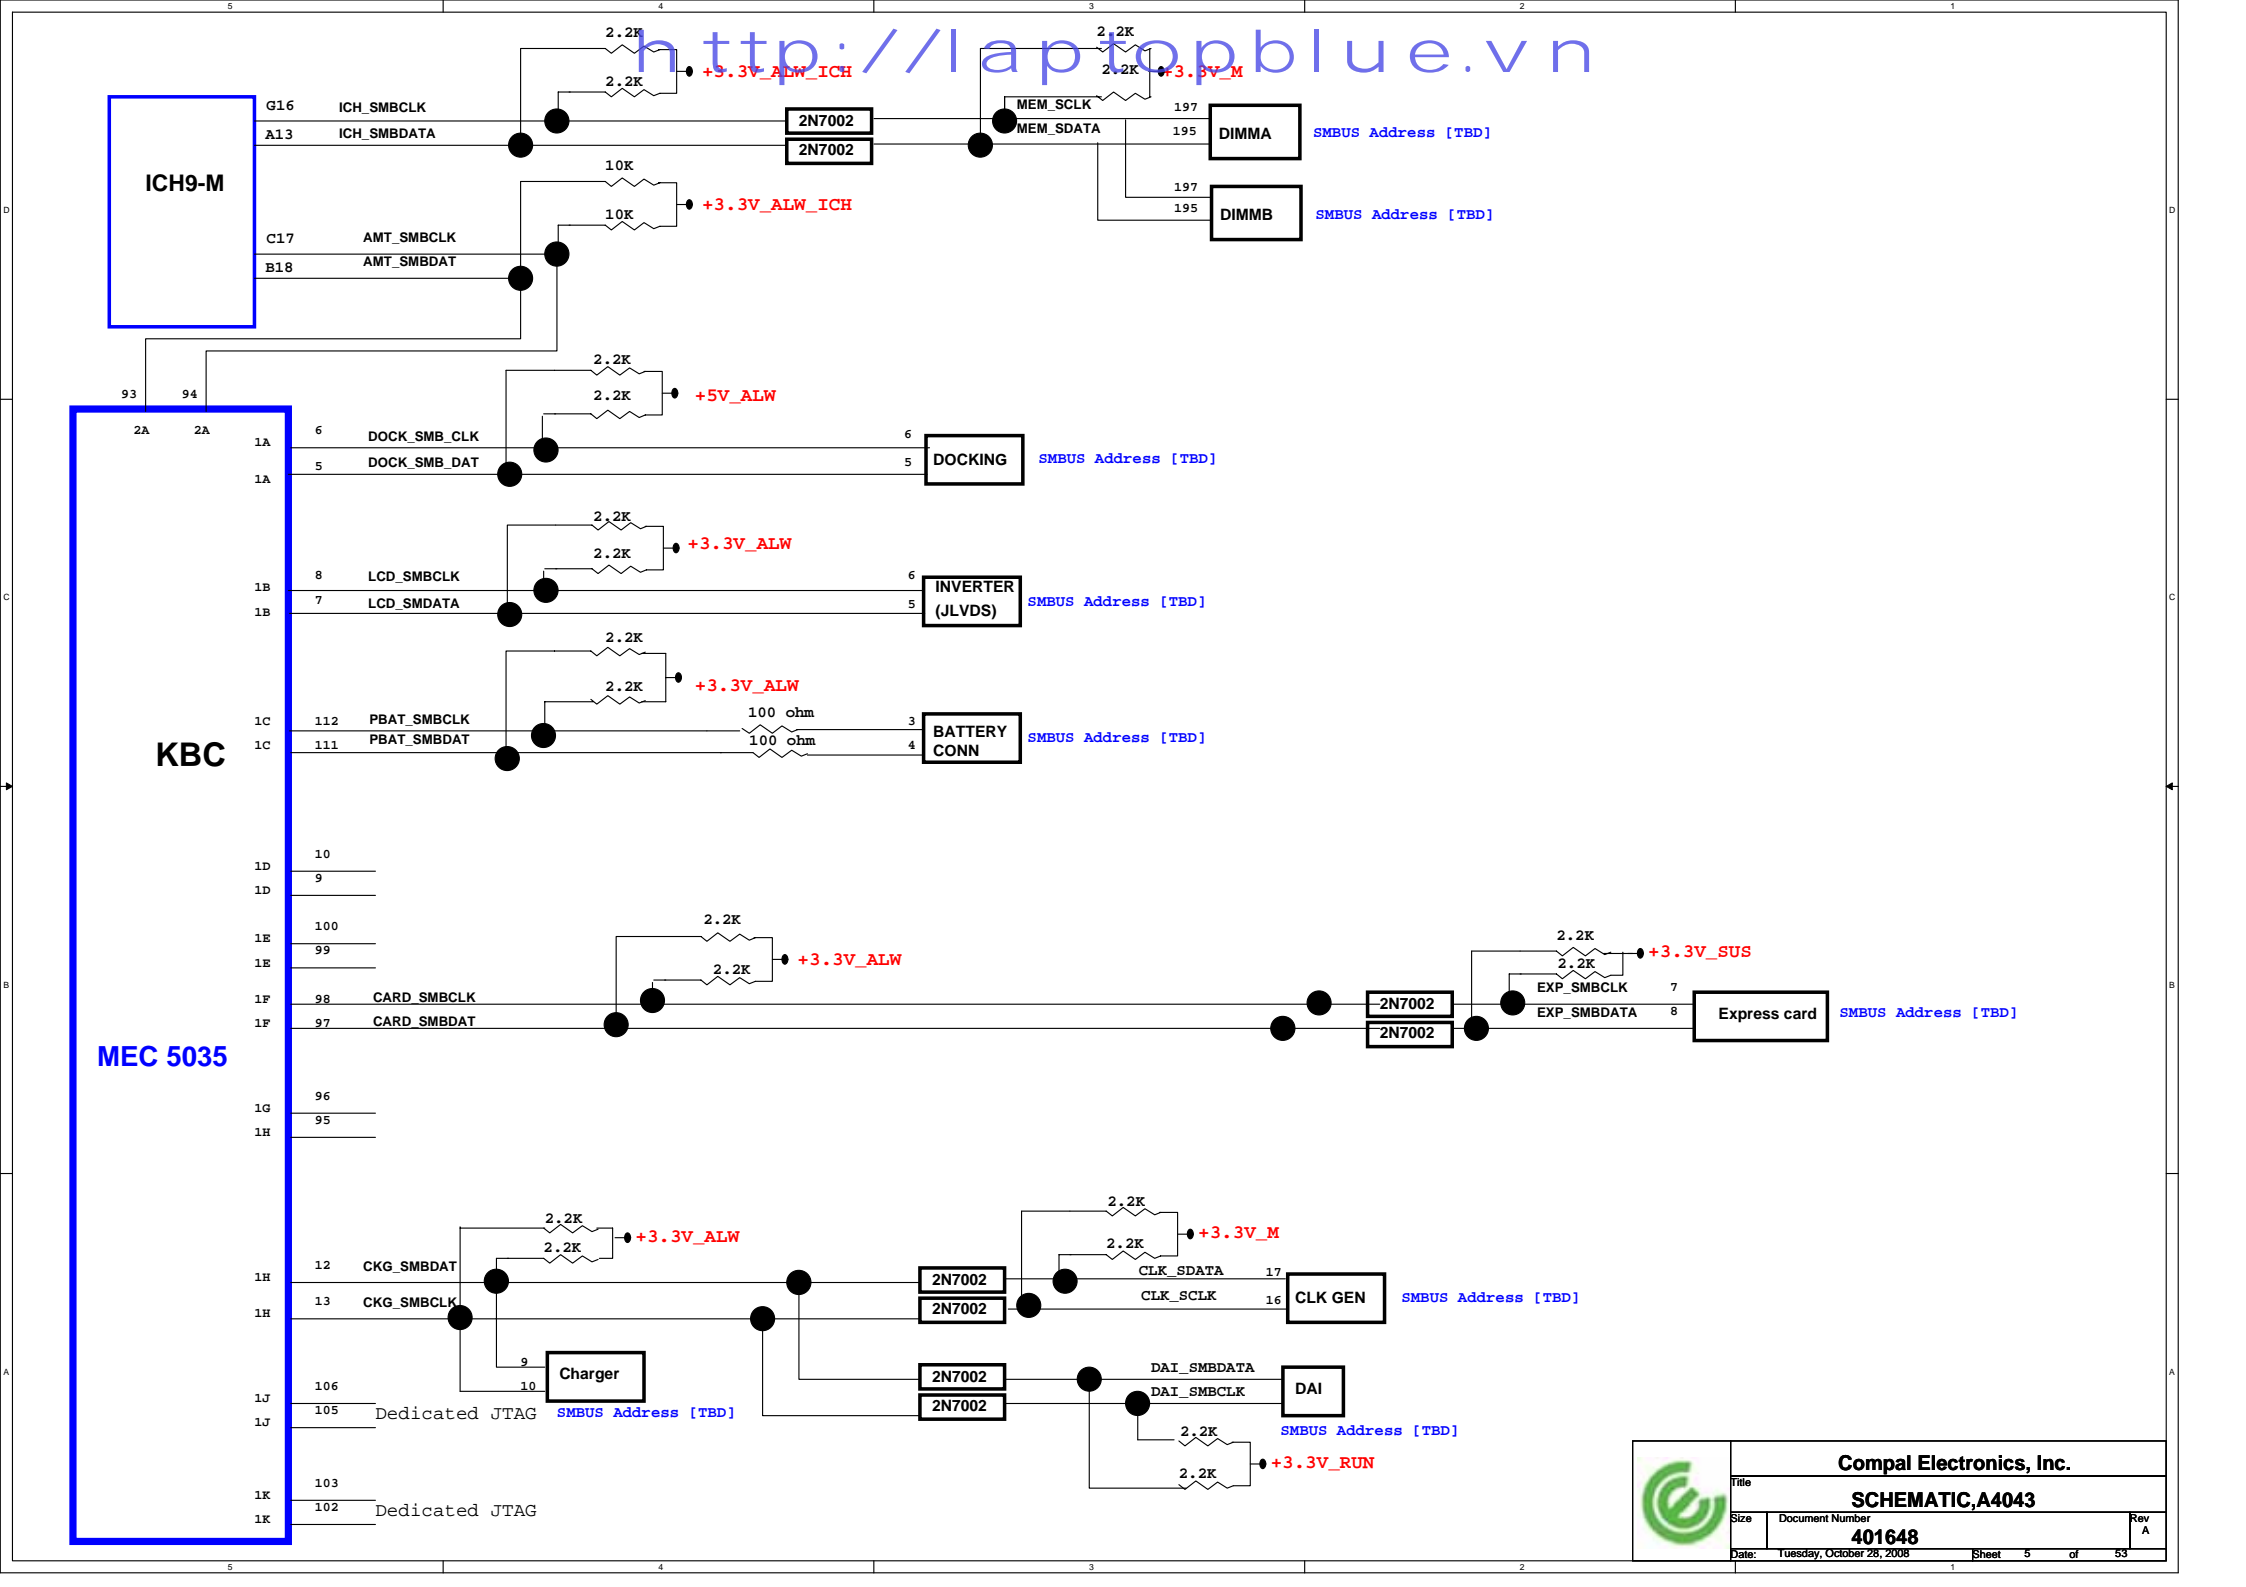 5 4 3 2 1
http://laptopblue.vn
2.2K
2.2K
+3.3V_ALW_ICH
2.2K
2.2K
+3.3V_M
G16 ICH_SMBCLK
A13 ICH_SMBDATA
2N7002
2N7002
MEM_SCLK
MEM_SDATA
197
195
DIMMA
SMBUS Address [TBD]
ICH9-M
10K
10K
+3.3V_ALW_ICH
197
195
DIMMB
SMBUS Address [TBD]
D
D
C17 AMT_SMBCLK
B18 AMT_SMBDAT
93 94
2A 2A
2.2K
2.2K
+5V_ALW
1A 6 DOCK_SMB_CLK
1A 5 DOCK_SMB_DAT
6
5
DOCKING
SMBUS Address [TBD]
2.2K
2.2K
+3.3V_ALW
1B 8 LCD_SMBCLK
1B 7 LCD_SMDATA
6
5
INVERTER
(JLVDS)
SMBUS Address [TBD]
C
C
2.2K
2.2K
+3.3V_ALW
1C 112 PBAT_SMBCLK
1C 111 PBAT_SMBDAT
100 ohm
100 ohm
3
4
BATTERY
CONN
SMBUS Address [TBD]
KBC
1D 10
1D 9
1E 100
1E 99
2.2K
2.2K
+3.3V_ALW
2.2K
2.2K
+3.3V_SUS
B
B
1F 98 CARD_SMBCLK
1F 97 CARD_SMBDAT
2N7002
2N7002
EXP_SMBCLK 7
EXP_SMBDATA 8
Express card
SMBUS Address [TBD]
MEC 5035
1G 96
1H 95
2.2K
2.2K
+3.3V_ALW
2.2K
2.2K
+3.3V_M
1H 12 CKG_SMBDAT
1H 13 CKG_SMBCLK
2N7002
2N7002
CLK_SDATA 17
CLK_SCLK 16
CLK GEN
SMBUS Address [TBD]
9
10
Charger
SMBUS Address [TBD]
2N7002
2N7002
DAI_SMBDATA
DAI_SMBCLK
DAI
SMBUS Address [TBD]
A
A
1J 106
1J 105
Dedicated JTAG
2.2K
2.2K
+3.3V_RUN
1K 103
1K 102
Dedicated JTAG
Compal Electronics, Inc.
Title
SCHEMATIC,A4043
Size Document Number Rev
401648 A
Date: Tuesday, October 28, 2008 Sheet 5 of 53
5 4 3 2 1